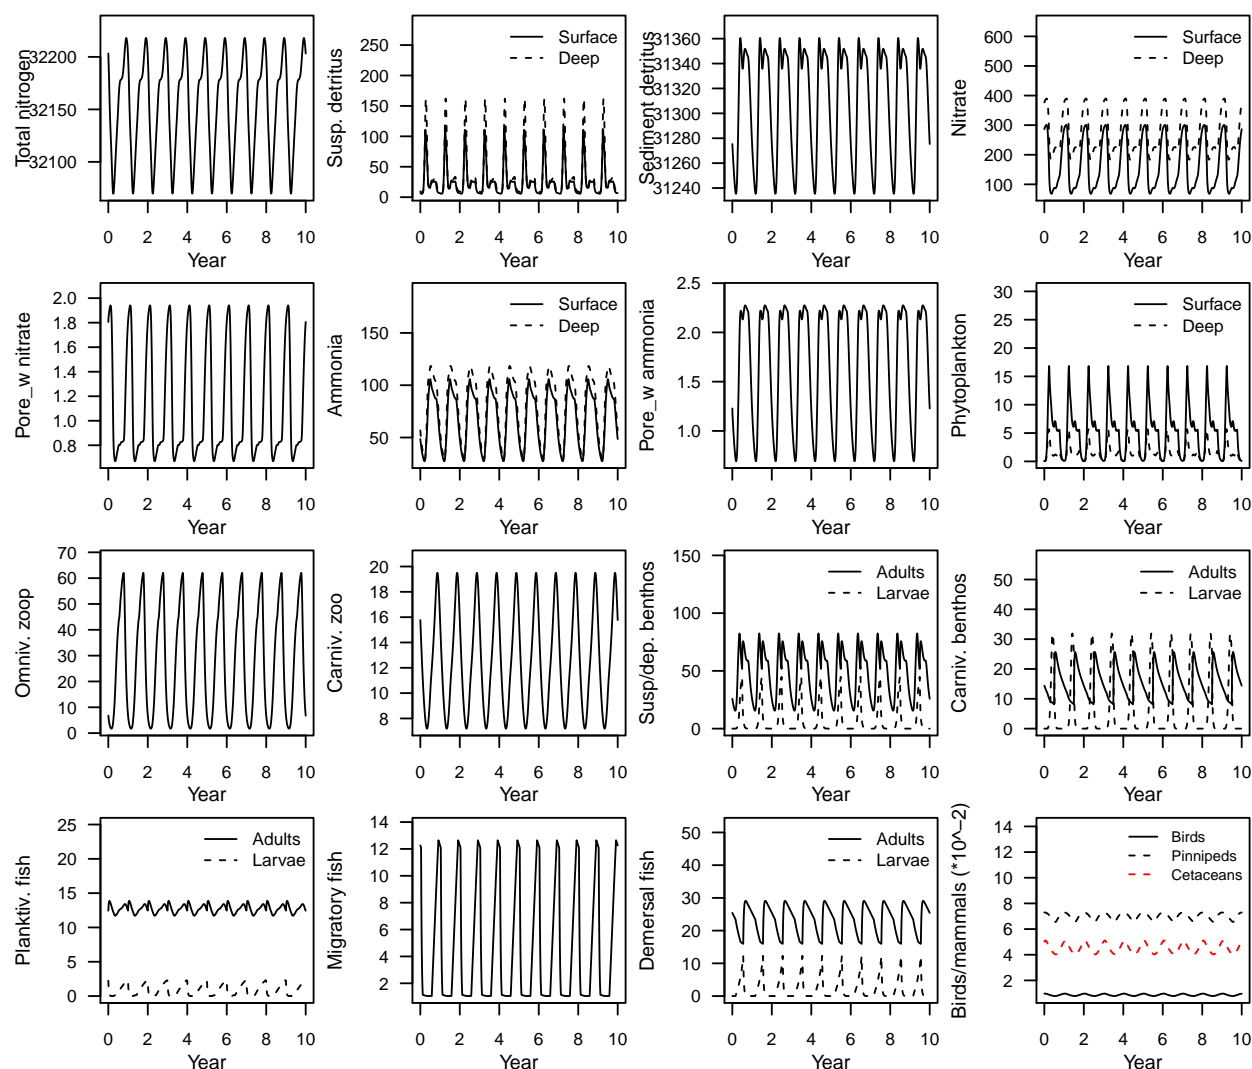 Total nitrogen
32200
32150
32100
0 2 4 6 8 10
Year
Susp. detritus
250
200
150
100
50
0
Surface
Deep
0 2 4 6 8 10
Year
Sediment detritus
31360
31340
31300
31280
31260
31240
0 2 4 6 8 10
Year
Nitrate
600
500
400
300
200
100
Surface
Deep
0 2 4 6 8 10
Year
Pore_w nitrate
2.0
1.8
1.6
1.4
1.2
1.0
0.8
0 2 4 6 8 10
Year
Ammonia
150
100
50
Surface
Deep
0 2 4 6 8 10
Year
Pore_w ammonia
2.5
2.0
1.5
1.0
0 2 4 6 8 10
Year
Phytoplankton
30
25
20
15
10
5
0
Surface
Deep
0 2 4 6 8 10
Year
Omniv. zoop
70
60
50
40
30
20
10
0
0 2 4 6 8 10
Year
Carniv. zoo
20
18
16
14
12
10
8
0 2 4 6 8 10
Year
Susp/dep. benthos
150
100
50
0
Adults
Larvae
0 2 4 6 8 10
Year
Carniv. benthos
50
40
30
20
10
0
Adults
Larvae
0 2 4 6 8 10
Year
Planktiv. fish
25
20
15
10
5
0
Adults
Larvae
0 2 4 6 8 10
Year
Migratory fish
14
12
10
8
6
4
2
0 2 4 6 8 10
Year
Demersal fish
50
40
30
20
10
0
Adults
Larvae
0 2 4 6 8 10
Year
Birds/mammals (*10^−2)
14
12
10
8
6
4
2
Birds
Pinnipeds
Cetaceans
0 2 4 6 8 10
Year